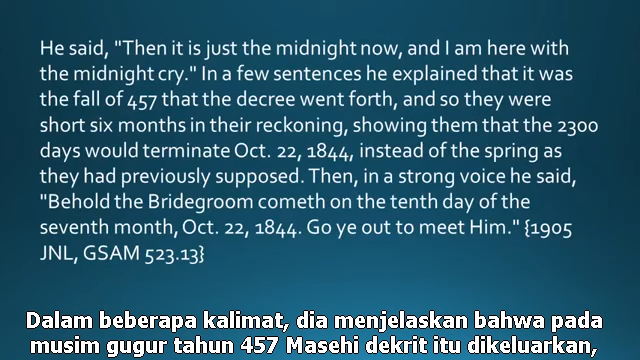 He said, "Then it is just the midnight now, and I am here with
the midnight cry." In a few sentences he explained that it was
the fall of 457 that the decree went forth, and so they were
short six months in their reckoning, showing them that the 2300
days would terminate Oct. 22, 1844, instead of the spring as
they had previously supposed. Then, in a strong voice he said,
"Behold the Bridegroom cometh on the tenth day of the
seventh month, Oct. 22, 1844. Go ye out to meet Him." {1905
JNL, GSAM 523.13}
Dalam beberapa kalimat, dia menjelaskan bahwa pada
musim gugur tahun 457 Masehi dekrit itu dikeluarkan,